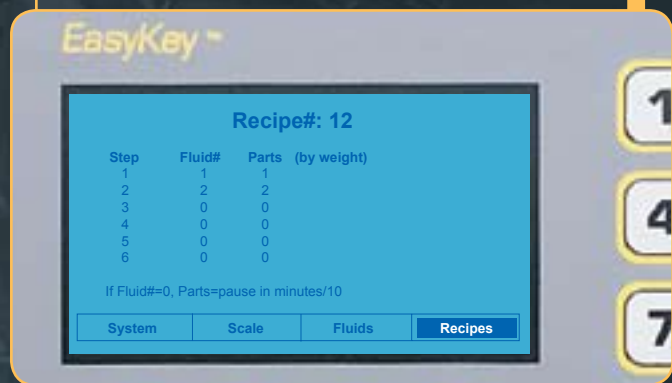 EasyKey ™
Recipe#: 12
Step Fluid# Parts (by weight)
1 1 1
2 2 2
3 0 0
4 0 0
5 0 0
6 0 0
If Fluid#=0, Parts=pause in minutes/10
System Scale Fluids Recipes
1
4
7